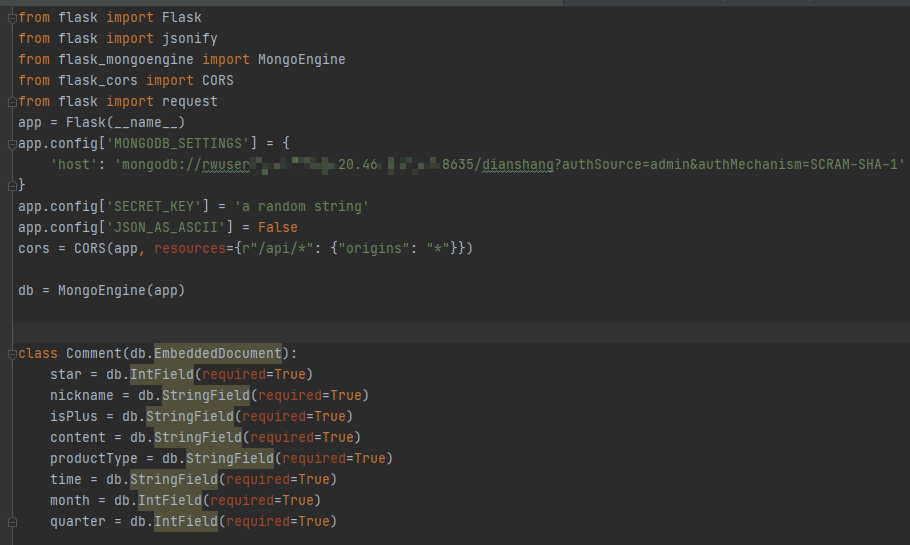 from flask import Flask
from flask import jsonify
from flask_mongoengine import MongoEngine
from flask_cors import CORS
from flask import request
app = Flask(__name__)
app.config['MONGODB_SETTINGS'] = {
    'host': 'mongodb://rwuser 20.46 8635/dianshang?authSource=admin&authMechanism=SCRAM-SHA-1'
}
app.config['SECRET_KEY'] = 'a random string'
app.config['JSON_AS_ASCII'] = False
cors = CORS(app, resources={r"/api/*": {"origins": "*"}})
db = MongoEngine(app)
class Comment(db.EmbeddedDocument):
    star = db.IntField(required=True)
    nickname = db.StringField(required=True)
    isPlus = db.StringField(required=True)
    content = db.StringField(required=True)
    productType = db.StringField(required=True)
    time = db.StringField(required=True)
    month = db.IntField(required=True)
    quarter = db.IntField(required=True)